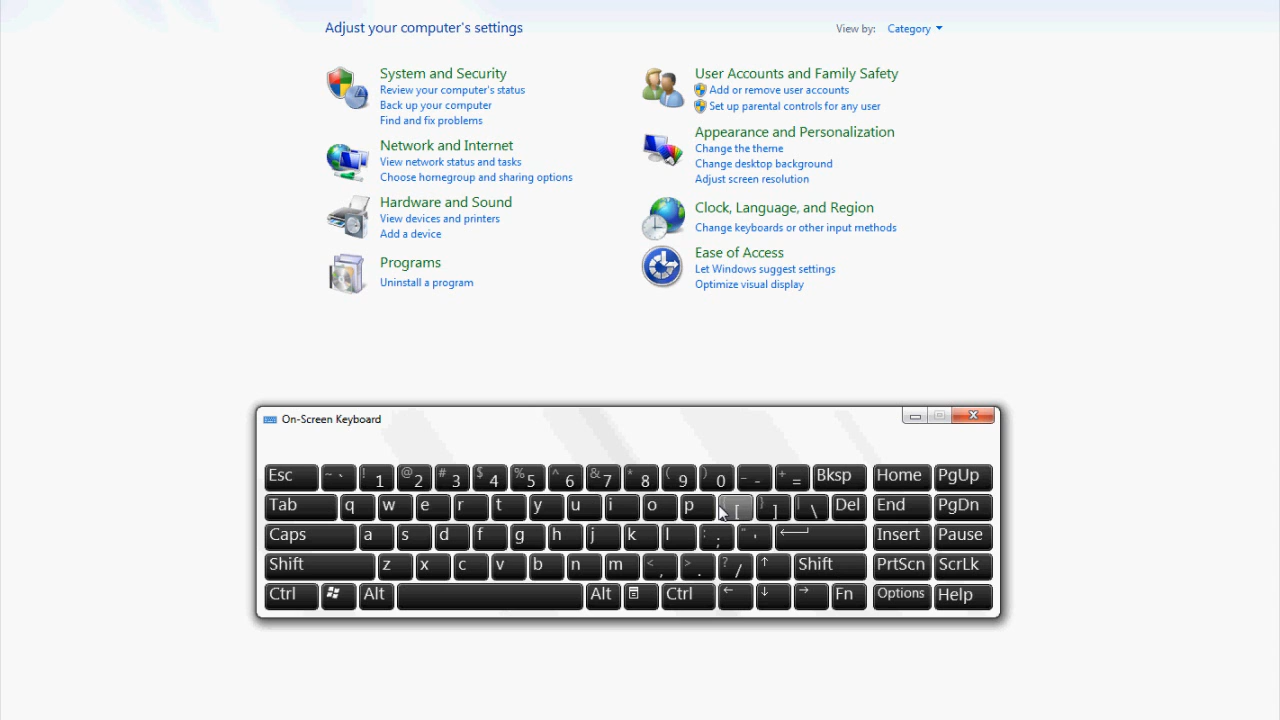 Adjust your computer's settings
View by: Category
System and Security
Review your computer's status
Back up your computer
Find and fix problems
Network and Internet
View network status and tasks
Choose homegroup and sharing options
Hardware and Sound
View devices and printers
Add a device
Programs
Uninstall a program
User Accounts and Family Safety
Add or remove user accounts
Set up parental controls for any user
Appearance and Personalization
Change the theme
Change desktop background
Adjust screen resolution
Clock, Language, and Region
Change keyboards or other input methods
Ease of Access
Let Windows suggest settings
Optimize visual display
On-Screen Keyboard
Esc ~ ` ! 1 @ 2 # 3 $ 4 % 5 ^ 6 & 7 * 8 ( 9 ) 0 _ - + = Bksp Home PgUp
Tab q w e r t y u i o p [ } ] | \ Del End PgDn
Caps a s d f g h j k l : ; " ' Insert Pause
Shift z x c v b n m < , > . ? / ↑ Shift PrtScn ScrLk
Ctrl Alt Alt Ctrl ← ↓ → Fn Options Help